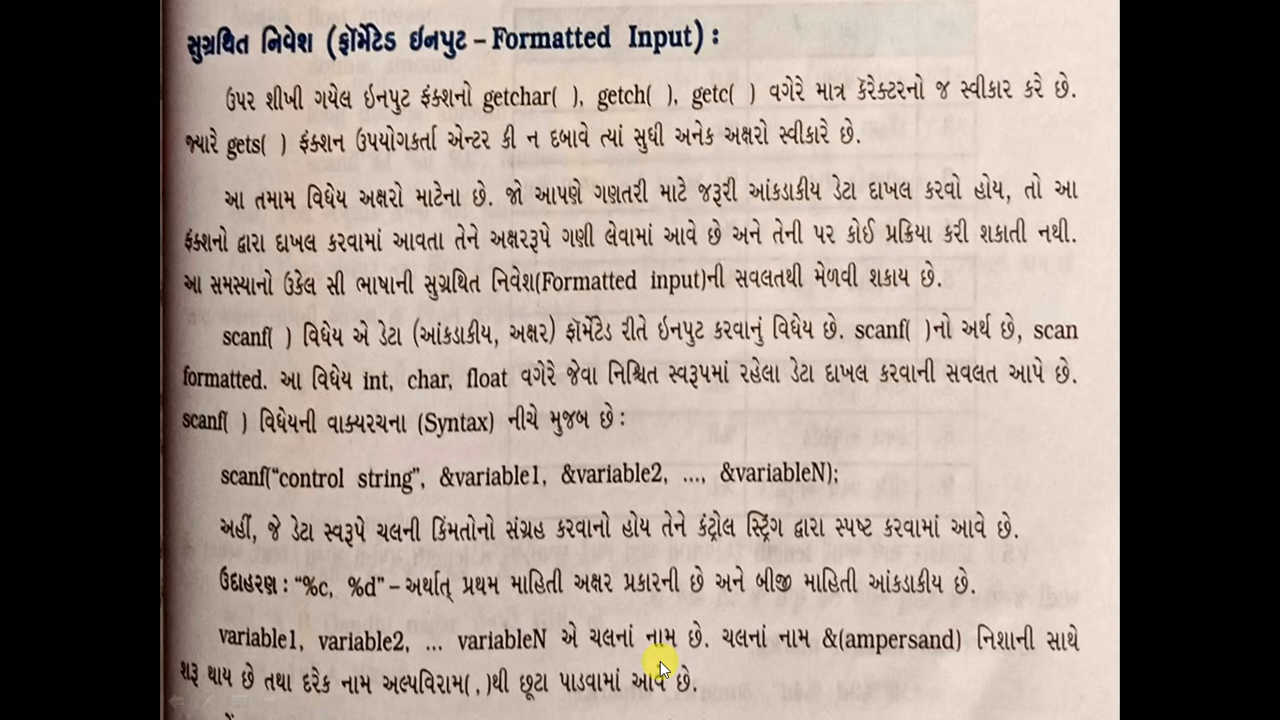 સુગ્રથિત નિવેશ (ફૉર્મેટેડ ઇનપુટ – Formatted Input) :
ઉપર શીખી ગયેલ ઇનપુટ ફંક્શનો getchar( ), getch( ), getc( ) વગેરે માત્ર કૅરેક્ટરનો જ સ્વીકાર કરે છે.
જ્યારે gets( ) ફંક્શન ઉપયોગકર્તા એન્ટર કી ન દબાવે ત્યાં સુધી અનેક અક્ષરો સ્વીકારે છે.
આ તમામ વિધેય અક્ષરો માટેના છે. જો આપણે ગણતરી માટે જરૂરી આંકડાકીય ડેટા દાખલ કરવો હોય, તો આ
ફંક્શનો દ્વારા દાખલ કરવામાં આવતા તેને અક્ષરરૂપે ગણી લેવામાં આવે છે અને તેની પર કોઈ પ્રક્રિયા કરી શકાતી નથી.
આ સમસ્યાનો ઉકેલ સી ભાષાની સુગ્રથિત નિવેશ(Formatted input)ની સવલતથી મેળવી શકાય છે.
scanf( ) વિધેય એ ડેટા (આંકડાકીય, અક્ષર) ફૉર્મેટેડ રીતે ઇનપુટ કરવાનું વિધેય છે. scanf( )નો અર્થ છે, scan
formatted. આ વિધેય int, char, float વગેરે જેવા નિશ્ચિત સ્વરૂપમાં રહેલા ડેટા દાખલ કરવાની સવલત આપે છે.
scanf( ) વિધેયની વાક્યરચના (Syntax) નીચે મુજબ છે :
scanf(“control string”, &variable1, &variable2, ..., &variableN);
અહીં, જે ડેટા સ્વરૂપે ચલની કિંમતોનો સંગ્રહ કરવાનો હોય તેને કંટ્રોલ સ્ટ્રિંગ દ્વારા સ્પષ્ટ કરવામાં આવે છે.
ઉદાહરણ : “%c, %d” – અર્થાત્ પ્રથમ માહિતી અક્ષર પ્રકારની છે અને બીજી માહિતી આંકડાકીય છે.
variable1, variable2, ... variableN એ ચલનાં નામ છે. ચલનાં નામ &(ampersand) નિશાની સાથે
શરૂ થાય છે તથા દરેક નામ અલ્પવિરામ( , )થી છૂટા પાડવામાં આવે છે.